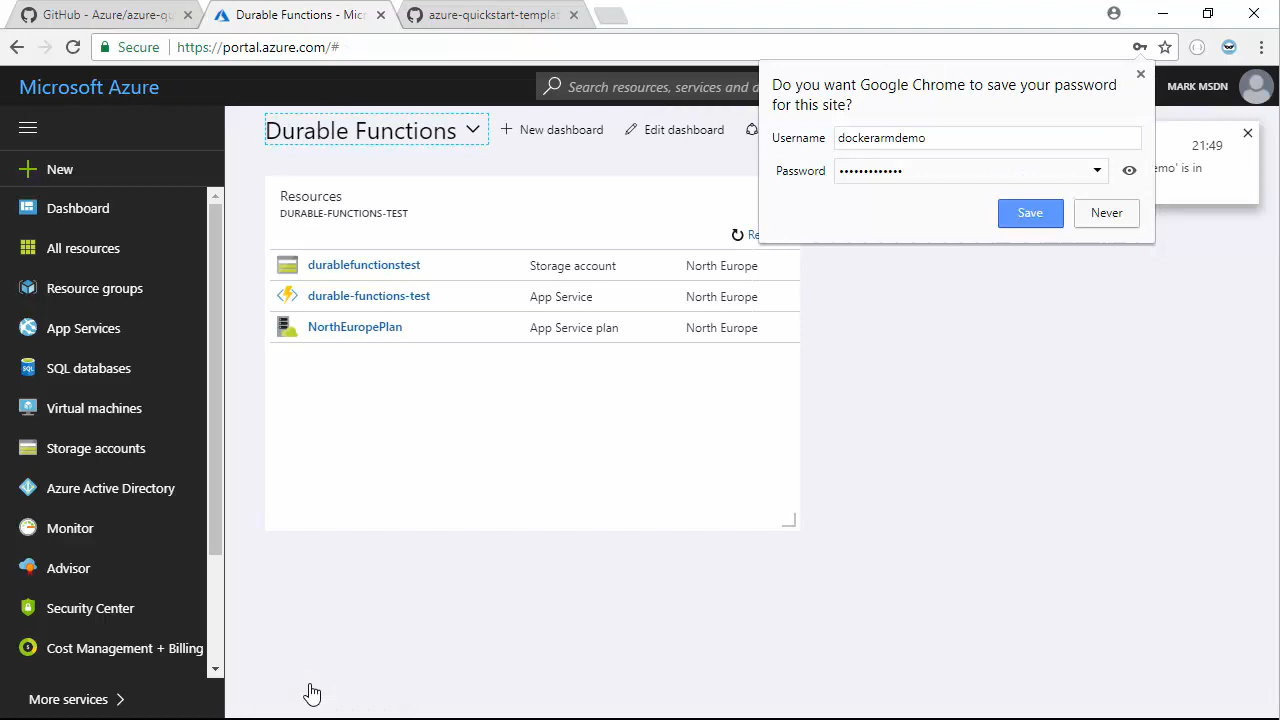 GitHub - Azure/azure-qu
Durable Functions - Mic
azure-quickstart-templat
Secure
https://portal.azure.com/#
Microsoft Azure
Search resources, services and a
MARK MSDN
Do you want Google Chrome to save your password
for this site?
Username
dockerarmdemo
Password
•••••••••••••
Save
Never
21:49
emo' is in
Durable Functions
New dashboard
Edit dashboard
New
Dashboard
All resources
Resource groups
App Services
SQL databases
Virtual machines
Storage accounts
Azure Active Directory
Monitor
Advisor
Security Center
Cost Management + Billing
More services
Resources
DURABLE-FUNCTIONS-TEST
Re
durablefunctionstest Storage account North Europe
durable-functions-test App Service North Europe
NorthEuropePlan App Service plan North Europe